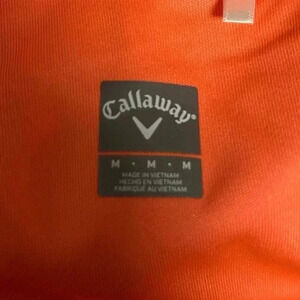 Callaway
M • M • M
MADE IN VIETNAM
HECHO EN VIETNAM
FABRIQUÉ AU VIETNAM